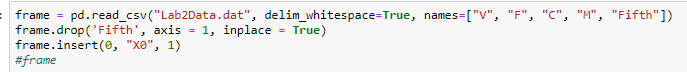 : frame = pd.read_csv("Lab2Data.dat", delim_whitespace=True, names=["V", "F", "C", "M", "Fifth"])
frame.drop('Fifth', axis = 1, inplace = True)
frame.insert(0, "X0", 1)
#frame